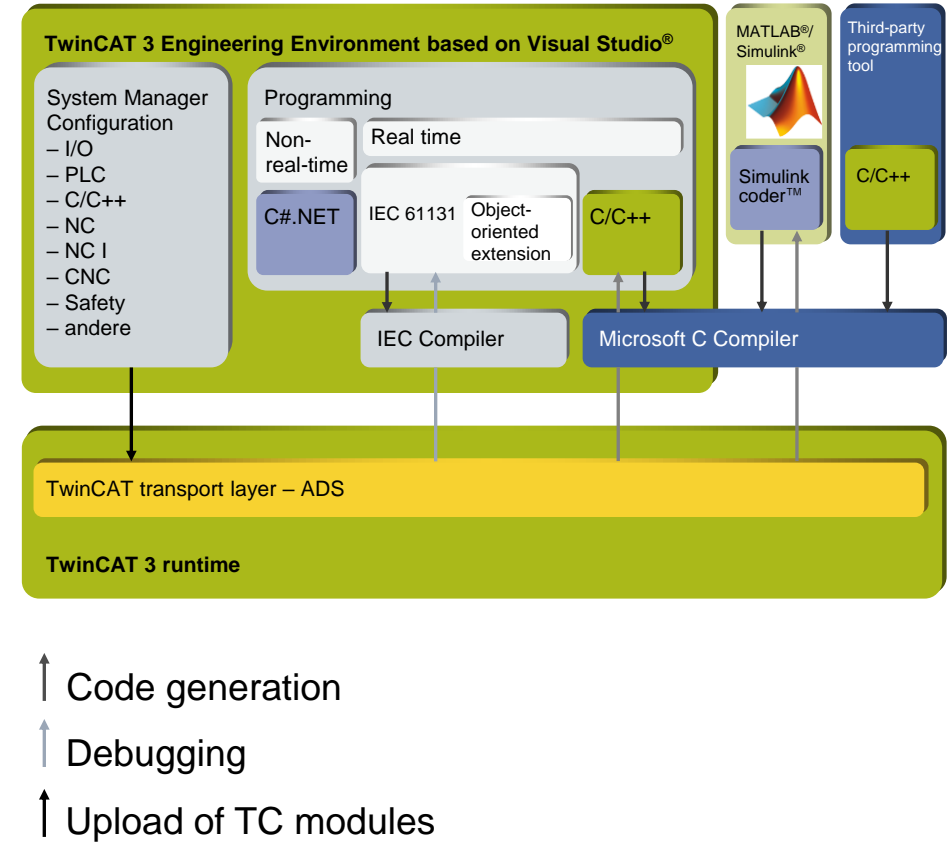 TwinCAT 3 Engineering Environment based on Visual Studio®
System Manager
Configuration
– I/O
– PLC
– C/C++
– NC
– NC I
– CNC
– Safety
– andere
Programming
Non-
real-time
Real time
C#.NET
IEC 61131
Object-
oriented
extension
C/C++
IEC Compiler
MATLAB®/
Simulink®
Simulink
coder™
Third-party
programming
tool
C/C++
Microsoft C Compiler
TwinCAT transport layer – ADS
TwinCAT 3 runtime
Code generation
Debugging
Upload of TC modules